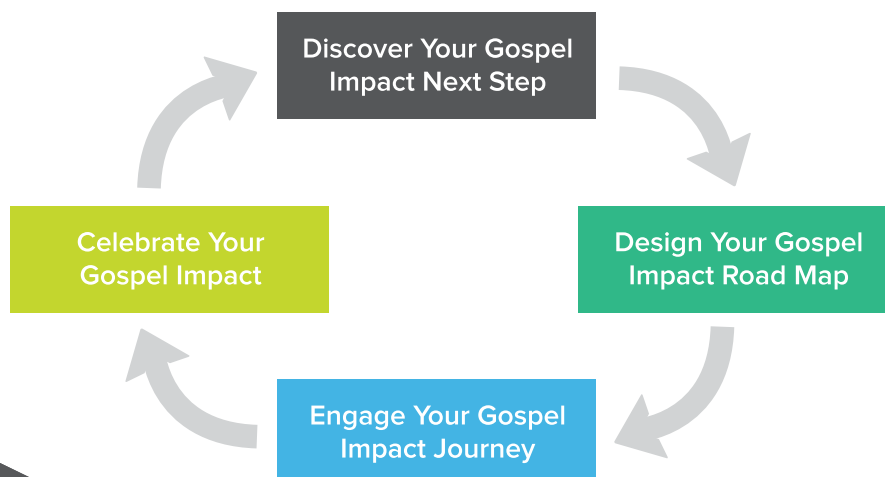 Discover Your Gospel
Impact Next Step
Design Your Gospel
Impact Road Map
Engage Your Gospel
Impact Journey
Celebrate Your
Gospel Impact